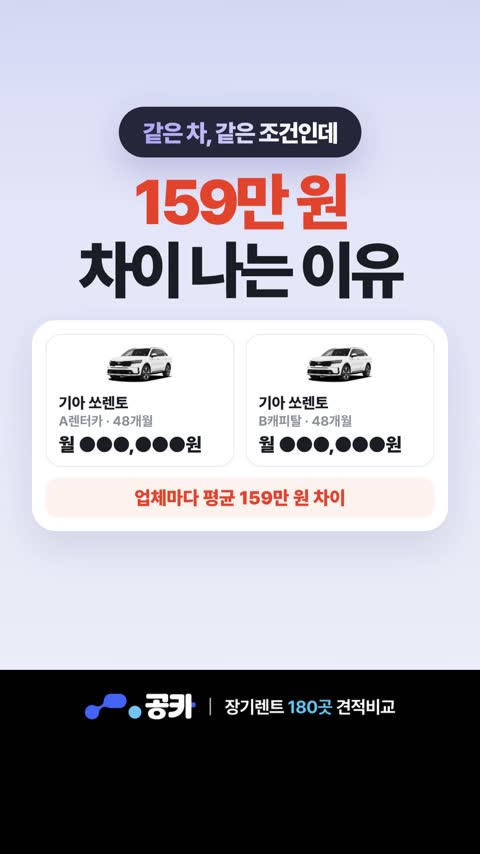 같은 차, 같은 조건인데
159만 원
차이 나는 이유
기아 쏘렌토
A렌터카 · 48개월
월 ●●●,●●●원
기아 쏘렌토
B캐피탈 · 48개월
월 ●●●,●●●원
업체마다 평균 159만 원 차이
공카 | 장기렌트 180곳 견적비교